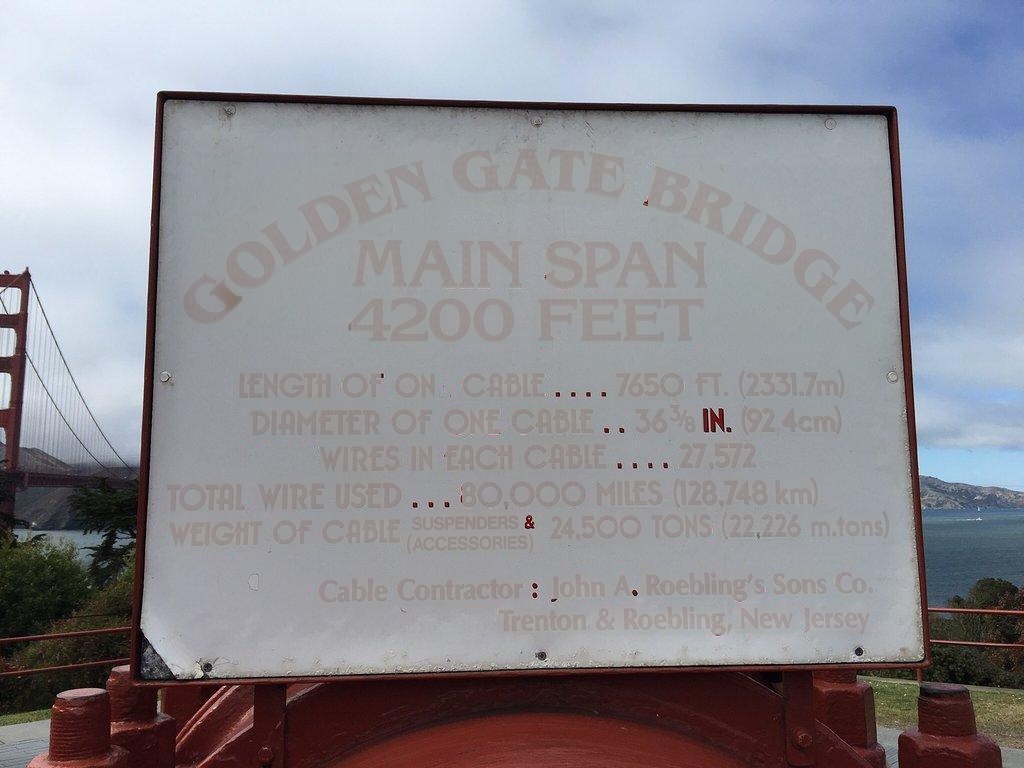 GOLDEN GATE BRIDGE
MAIN SPAN
4200 FEET
LENGTH OF ON CABLE ..... 7650 FT. (2331.7m)
DIAMETER OF ONE CABLE .. 36 3/8 IN. (92.4cm)
WIRES IN EACH CABLE ..... 27,572
TOTAL WIRE USED ....80,000 MILES (128,748 km)
WEIGHT OF CABLE SUSPENDERS & (ACCESSORIES) 24,500 TONS (22,226 m.tons)
Cable Contractor : John A. Roebling's Sons Co.
Trenton & Roebling, New Jersey